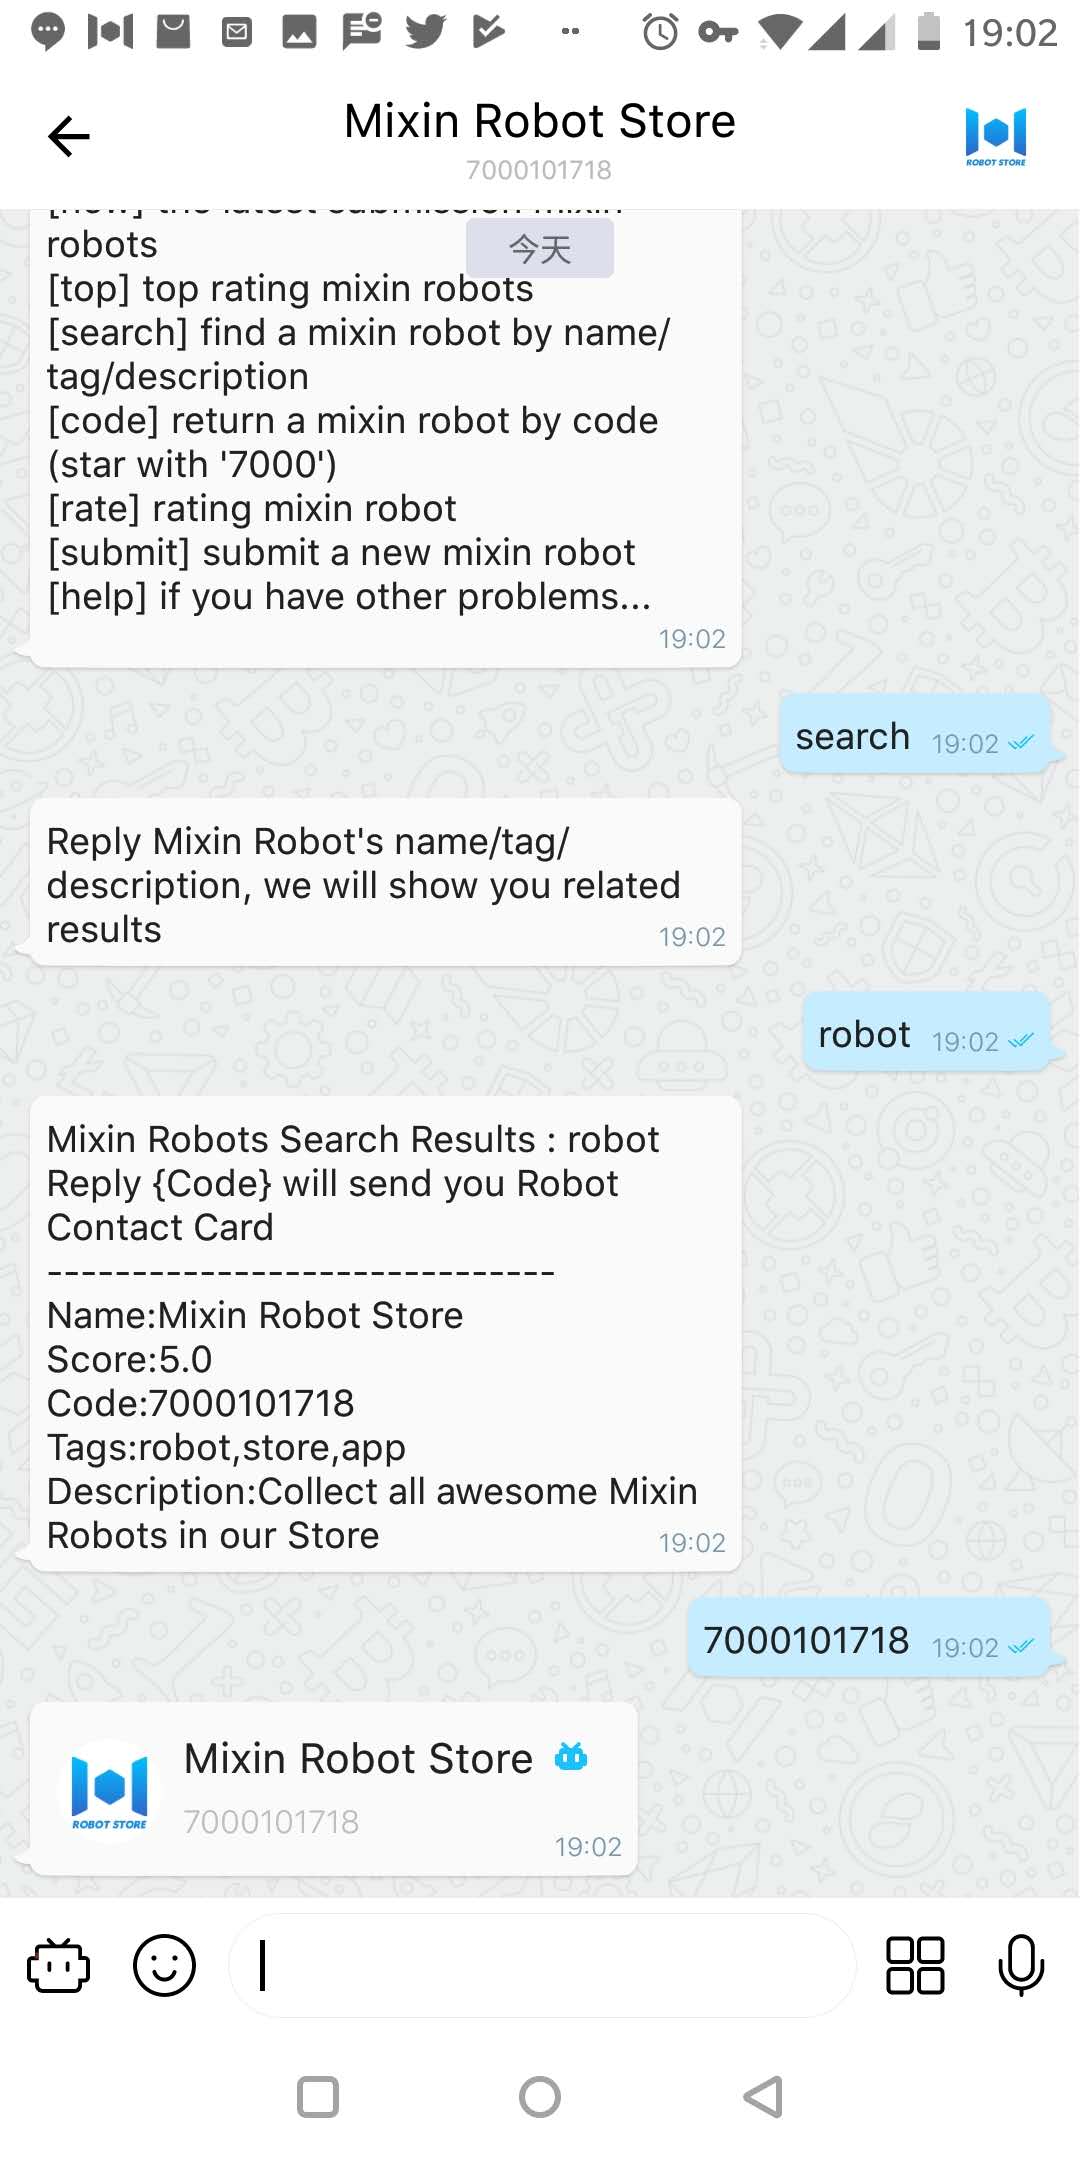 19:02
Mixin Robot Store
7000101718
ROBOT STORE
[new] the latest submission mixin
robots
今天
[top] top rating mixin robots
[search] find a mixin robot by name/
tag/description
[code] return a mixin robot by code
(star with '7000')
[rate] rating mixin robot
[submit] submit a new mixin robot
[help] if you have other problems...
19:02
search 19:02
Reply Mixin Robot's name/tag/
description, we will show you related
results
19:02
robot 19:02
Mixin Robots Search Results : robot
Reply {Code} will send you Robot
Contact Card
------------------------------
Name:Mixin Robot Store
Score:5.0
Code:7000101718
Tags:robot,store,app
Description:Collect all awesome Mixin
Robots in our Store
19:02
7000101718 19:02
Mixin Robot Store
7000101718
ROBOT STORE
19:02